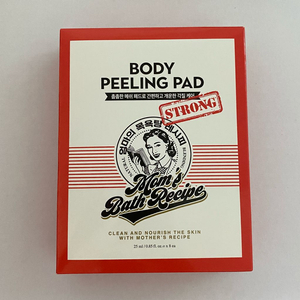 BODY
PEELING PAD
촘촘한 메쉬 패드로 간편하고 개운한 각질 케어
STRONG
엄마의 목욕탕 레시피
NATURAL
Mom's
Bath Recipe
CLEAN AND NOURISH THE SKIN
WITH MOTHER'S RECIPE